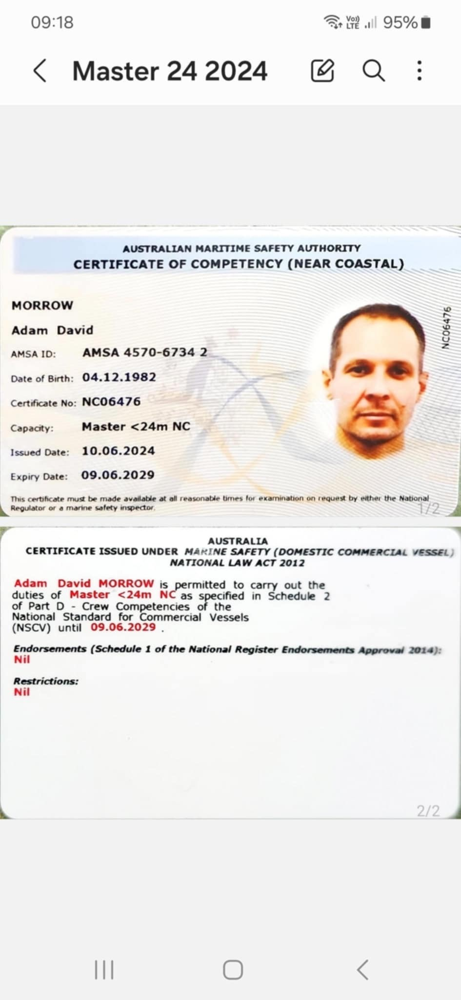 09:18
Vo)) LTE 95%
Master 24 2024
AUSTRALIAN MARITIME SAFETY AUTHORITY
CERTIFICATE OF COMPETENCY (NEAR COASTAL)
MORROW
Adam David
AMSA ID: AMSA 4570-6734 2
Date of Birth: 04.12.1982
Certificate No: NC06476
Capacity: Master <24m NC
Issued Date: 10.06.2024
Expiry Date: 09.06.2029
NC06476
This certificate must be made available at all reasonable times for examination on request by either the National
Regulator or a marine safety inspector.
1/2
AUSTRALIA
CERTIFICATE ISSUED UNDER MARINE SAFETY (DOMESTIC COMMERCIAL VESSEL)
NATIONAL LAW ACT 2012
Adam David MORROW is permitted to carry out the
duties of Master <24m NC as specified in Schedule 2
of Part D - Crew Competencies of the
National Standard for Commercial Vessels
(NSCV) until 09.06.2029 .
Endorsements (Schedule 1 of the National Register Endorsements Approval 2014):
Nil
Restrictions:
Nil
2/2